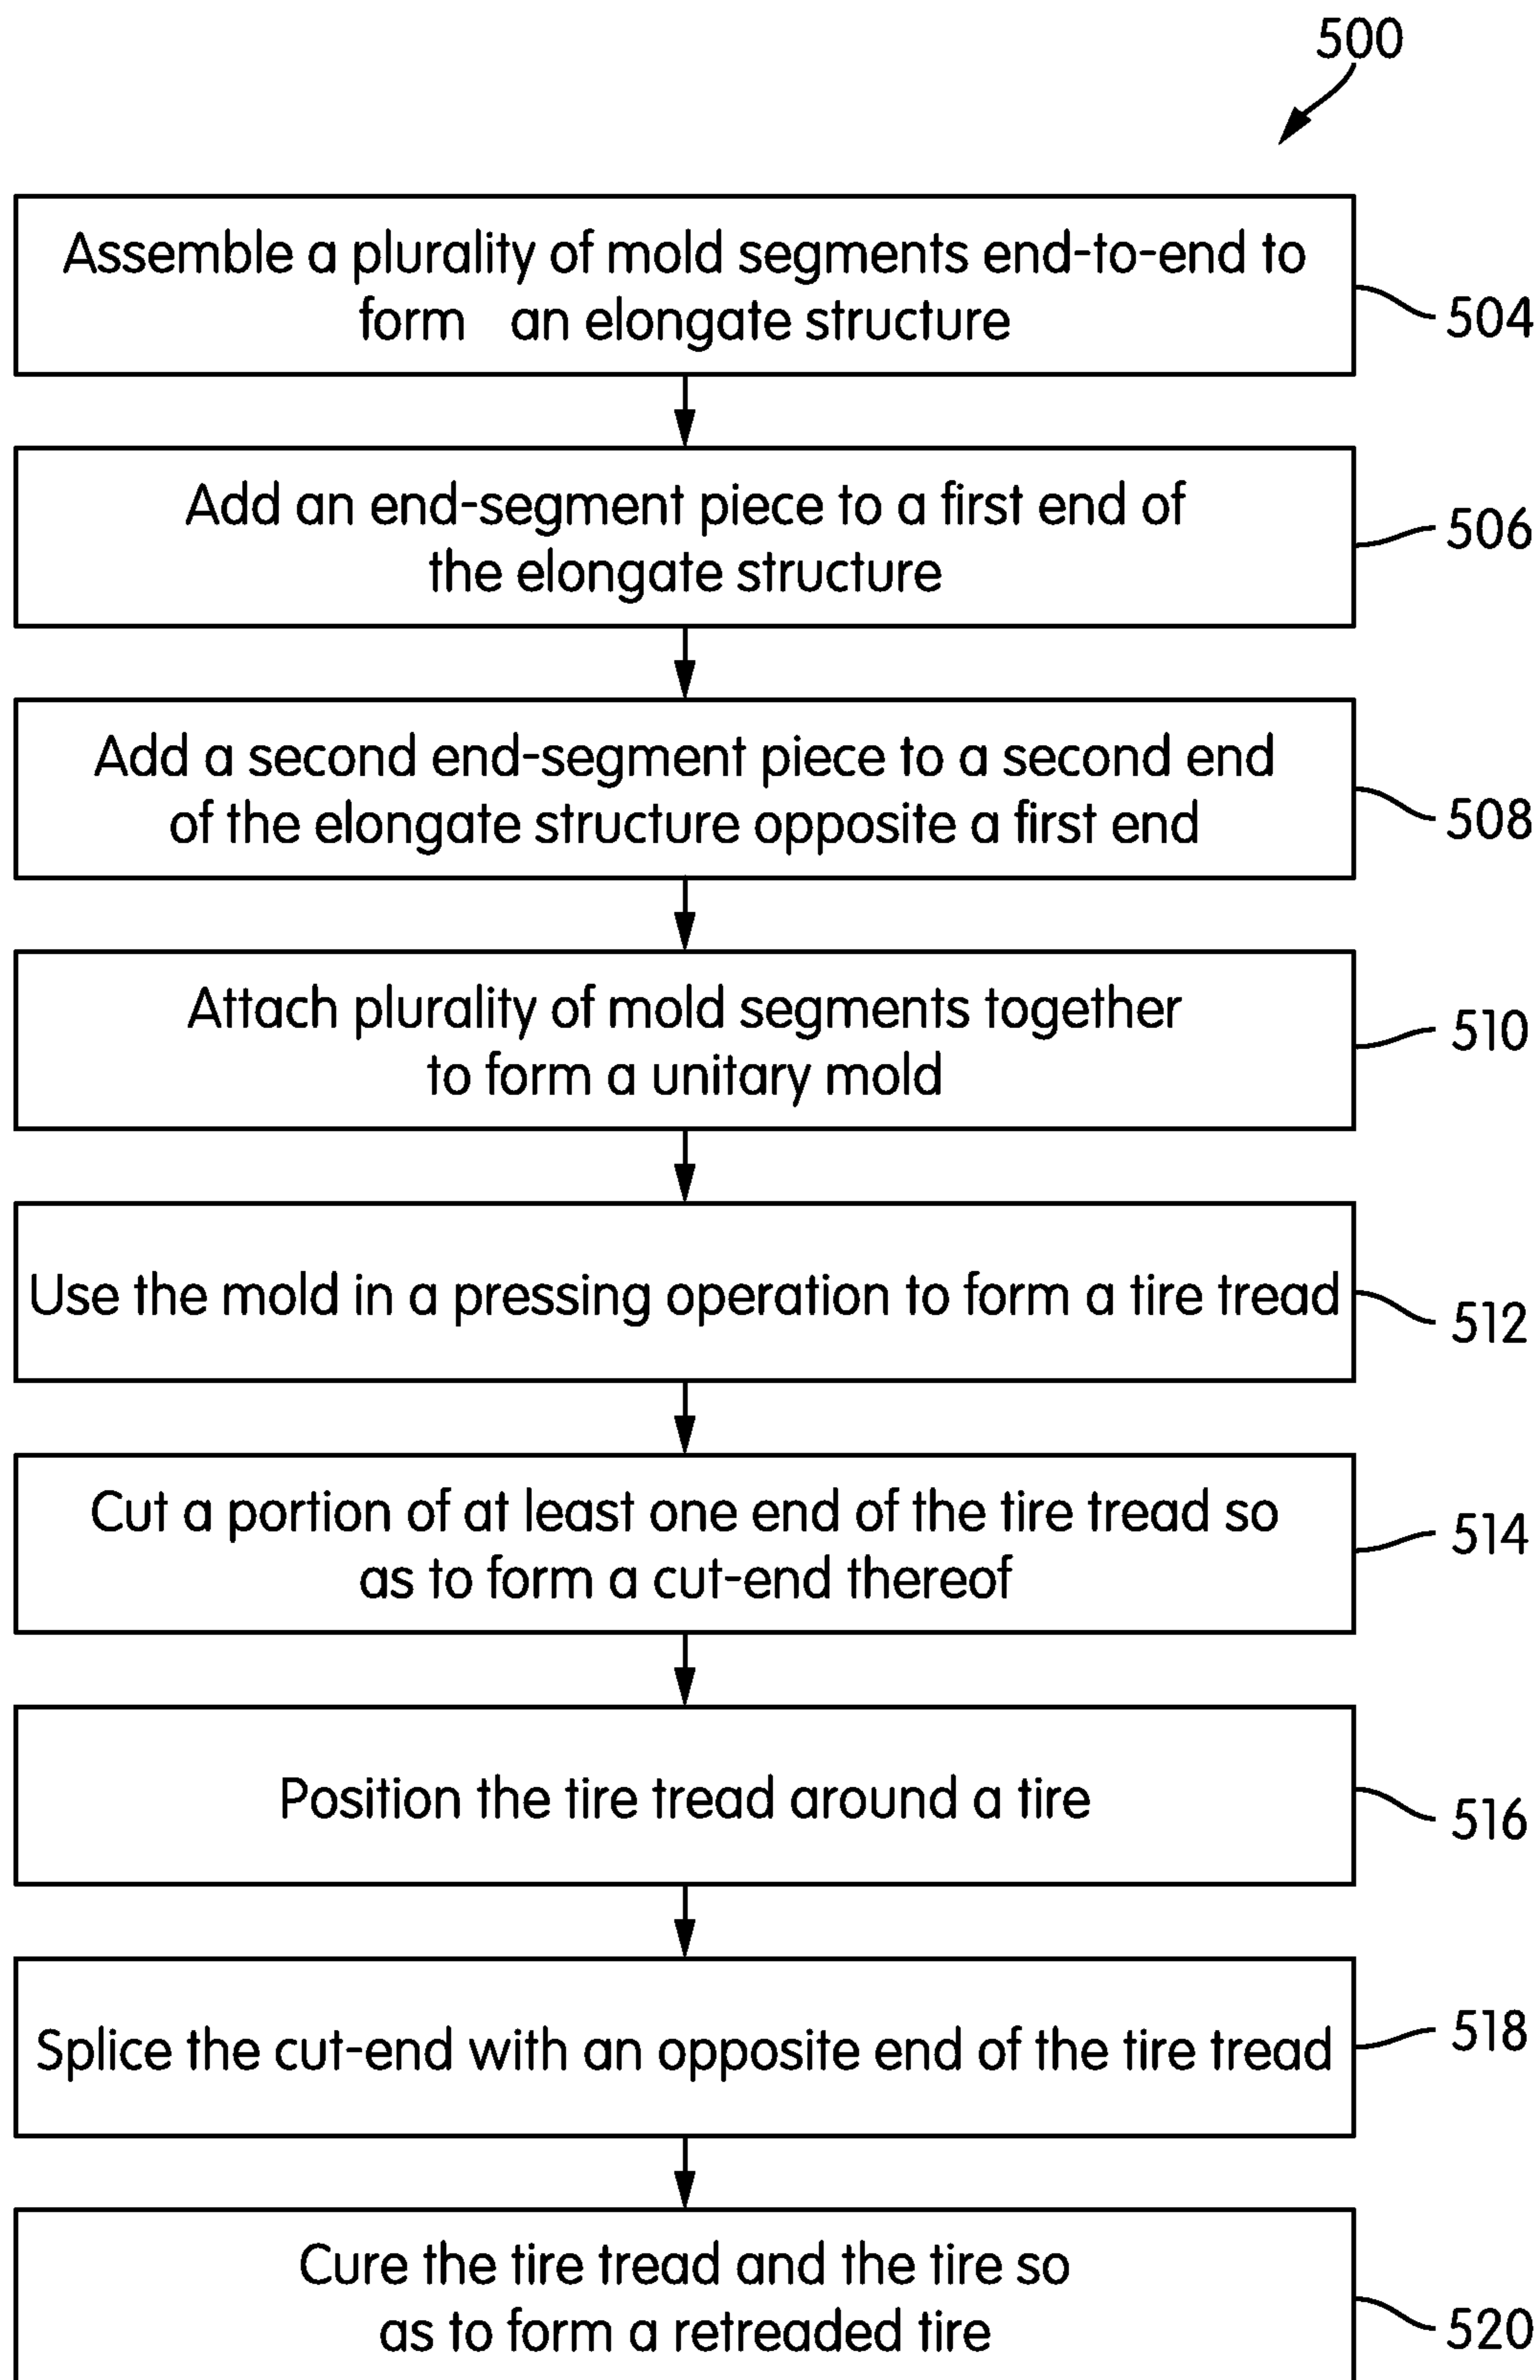 500
Assemble a plurality of mold segments end-to-end to
form an elongate structure
504
Add an end-segment piece to a first end of
the elongate structure
506
Add a second end-segment piece to a second end
of the elongate structure opposite a first end
508
Attach plurality of mold segments together
to form a unitary mold
510
Use the mold in a pressing operation to form a tire tread
512
Cut a portion of at least one end of the tire tread so
as to form a cut-end thereof
514
Position the tire tread around a tire
516
Splice the cut-end with an opposite end of the tire tread
518
Cure the tire tread and the tire so
as to form a retreaded tire
520